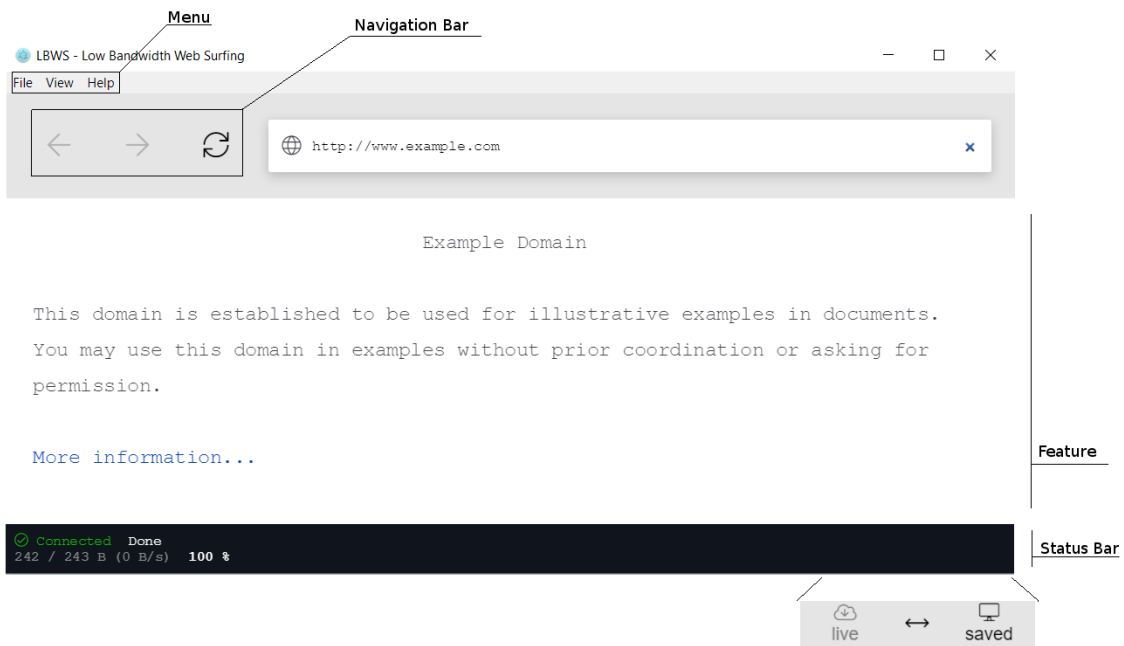 Menu
Navigation Bar
LBWS - Low Bandwidth Web Surfing
File View Help
http://www.example.com
Example Domain
This domain is established to be used for illustrative examples in documents.
You may use this domain in examples without prior coordination or asking for
permission.
More information...
Feature
Connected Done
242 / 243 B (0 B/s) 100 %
Status Bar
live saved